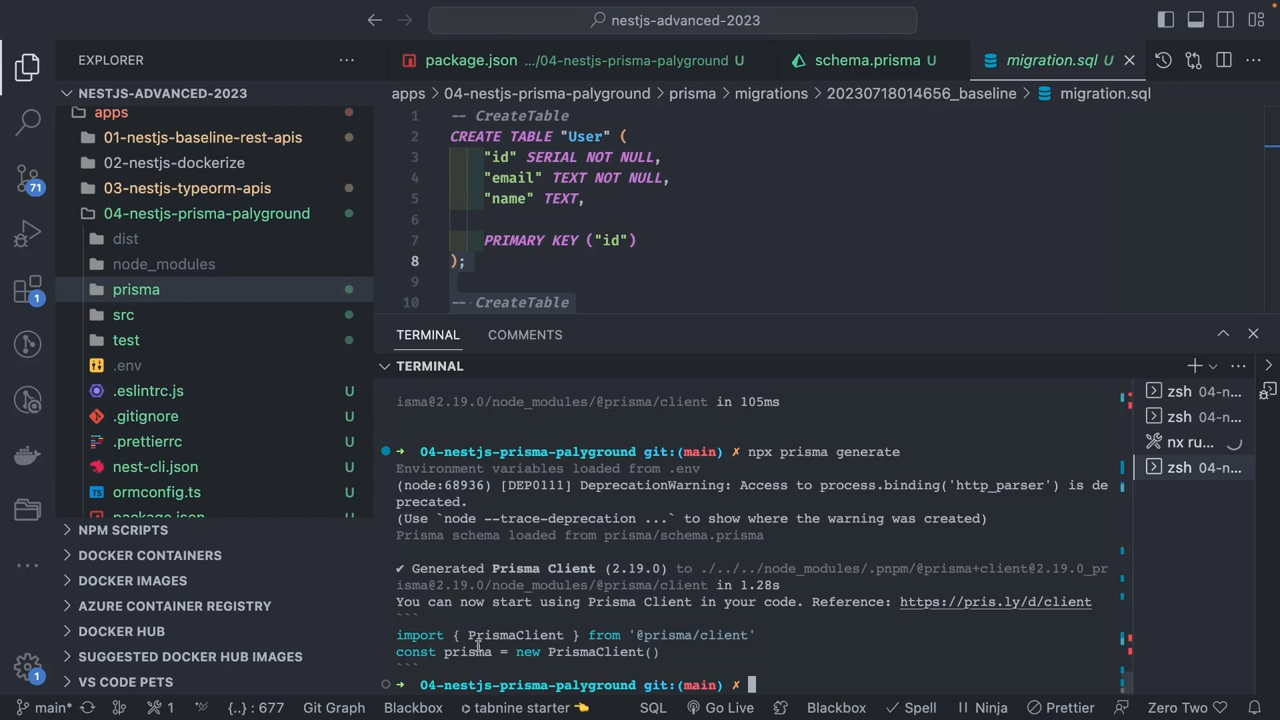 nestjs-advanced-2023
EXPLORER
NESTJS-ADVANCED-2023
apps
01-nestjs-baseline-rest-apis
02-nestjs-dockerize
03-nestjs-typeorm-apis
04-nestjs-prisma-palyground
dist
node_modules
prisma
src
test
.env
.eslintrc.js U
.gitignore U
.prettierrc U
nest-cli.json U
ormconfig.ts U
NPM SCRIPTS
DOCKER CONTAINERS
DOCKER IMAGES
AZURE CONTAINER REGISTRY
DOCKER HUB
SUGGESTED DOCKER HUB IMAGES
VS CODE PETS
71
1
1
package.json .../04-nestjs-prisma-palyground U
schema.prisma U
migration.sql U
apps > 04-nestjs-prisma-palyground > prisma > migrations > 20230718014656_baseline > migration.sql
1 -- CreateTable
2 CREATE TABLE "User" (
3 "id" SERIAL NOT NULL,
4 "email" TEXT NOT NULL,
5 "name" TEXT,
6
7 PRIMARY KEY ("id")
8 );
9
10 -- CreateTable
TERMINAL COMMENTS
TERMINAL
isma@2.19.0/node_modules/@prisma/client in 105ms
➜ 04-nestjs-prisma-palyground git:(main) ✗ npx prisma generate
Environment variables loaded from .env
(node:68936) [DEP0111] DeprecationWarning: Access to process.binding('http_parser') is de
precated.
(Use `node --trace-deprecation ...` to show where the warning was created)
Prisma schema loaded from prisma/schema.prisma
✔ Generated Prisma Client (2.19.0) to ./../../node_modules/.pnpm/@prisma+client@2.19.0_pr
isma@2.19.0/node_modules/@prisma/client in 1.28s
You can now start using Prisma Client in your code. Reference: https://pris.ly/d/client
```
import { PrismaClient } from '@prisma/client'
const prisma = new PrismaClient()
```
➜ 04-nestjs-prisma-palyground git:(main) ✗
zsh 04-n...
zsh 04-n...
nx ru...
zsh 04-n...
main* 1 {..} : 677 Git Graph Blackbox tabnine starter SQL Go Live Blackbox Spell Ninja Prettier Zero Two